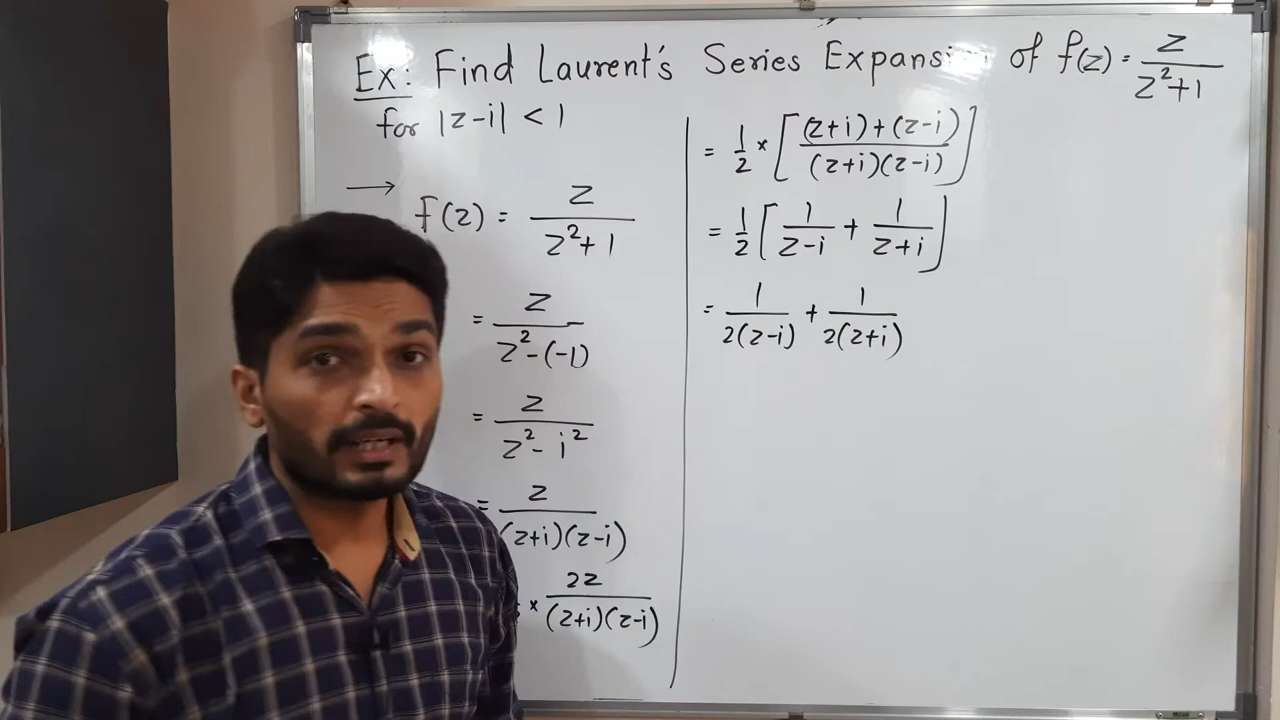 Ex: Find Laurent's Series Expansion of f(z) = z/(z²+1)
for |z-i| < 1
→ f(z) = z/(z²+1)
= z/(z²-(-1))
= z/(z²-i²)
= z/((z+i)(z-i))
× 2z/((z+i)(z-i))
= 1/2 × [((z+i)+(z-i))/((z+i)(z-i))]
= 1/2 [1/(z-i) + 1/(z+i)]
= 1/(2(z-i)) + 1/(2(z+i))